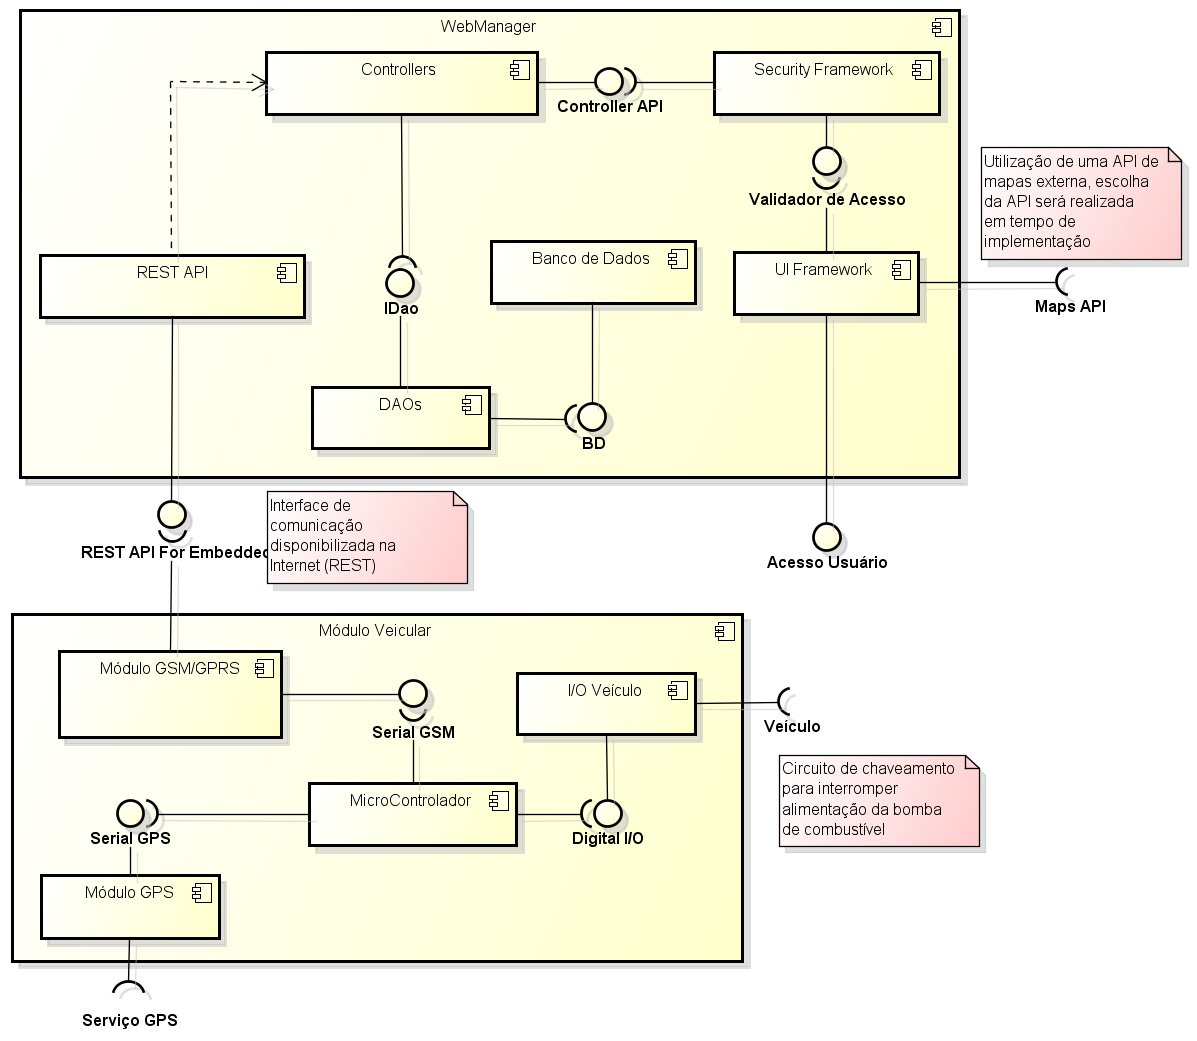 WebManager
Controllers
Security Framework
Controller API
Utilização de uma API de
mapas externa, escolha
da API será realizada
em tempo de
implementação
Validador de Acesso
REST API
Banco de Dados
UI Framework
IDao
Maps API
DAOs
BD
Interface de
comunicação
disponibilizada na
Internet (REST)
REST API For Embedded
Acesso Usuário
Módulo Veicular
Módulo GSM/GPRS
I/O Veículo
Serial GSM
Veículo
Circuito de chaveamento
para interromper
alimentação da bomba
de combustível
MicroControlador
Serial GPS
Digital I/O
Módulo GPS
Serviço GPS